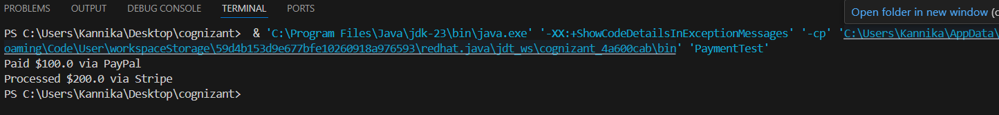 PROBLEMS OUTPUT DEBUG CONSOLE TERMINAL PORTS
Open folder in new window (
PS C:\Users\Kannika\Desktop\cognizant>  & 'C:\Program Files\Java\jdk-23\bin\java.exe' '-XX:+ShowCodeDetailsInExceptionMessages' '-cp' 'C:\Users\Kannika\AppData\
oaming\Code\User\workspaceStorage\59d4b153d9e677bfe10260918a976593\redhat.java\jdt_ws\cognizant_4a600cab\bin' 'PaymentTest'
Paid $100.0 via PayPal
Processed $200.0 via Stripe
PS C:\Users\Kannika\Desktop\cognizant>